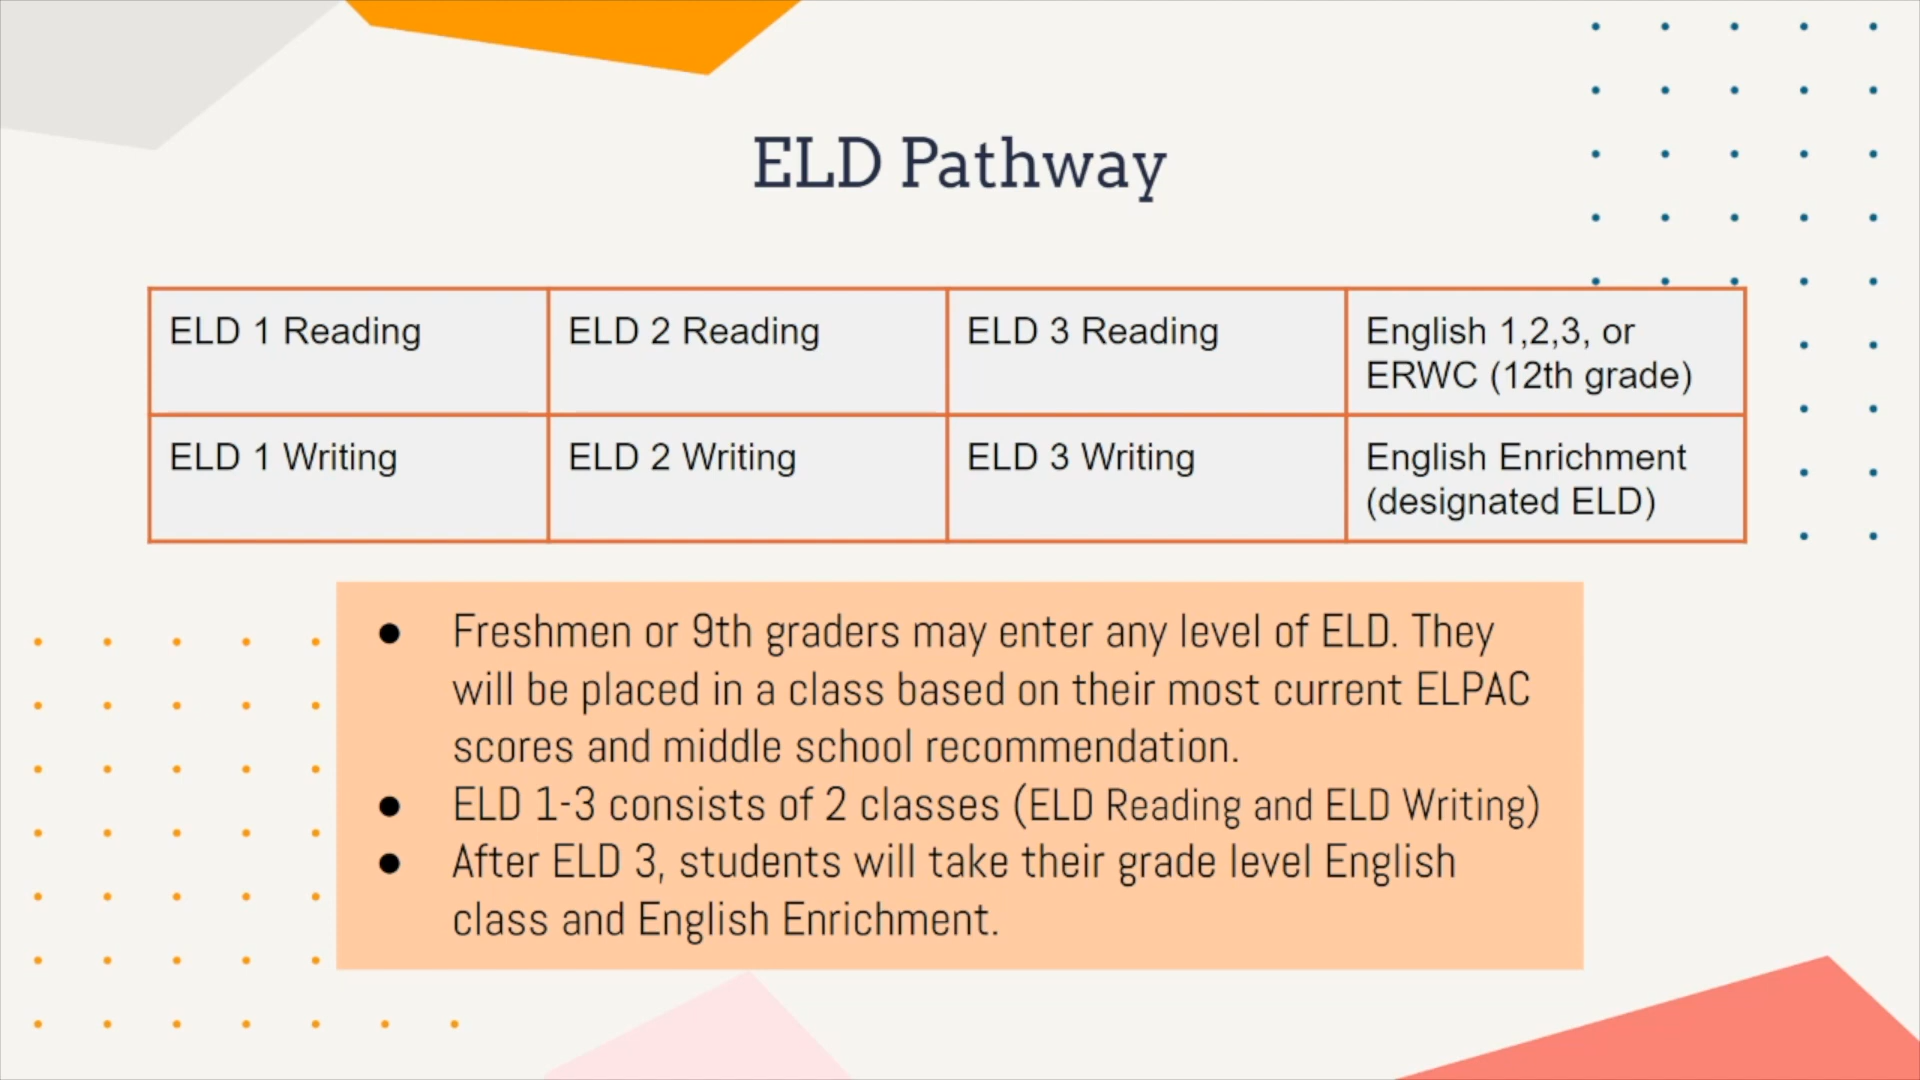 ELD Pathway
ELD 1 Reading
ELD 2 Reading
ELD 3 Reading
English 1,2,3, or
ERWC (12th grade)
ELD 1 Writing
ELD 2 Writing
ELD 3 Writing
English Enrichment
(designated ELD)
● Freshmen or 9th graders may enter any level of ELD. They
will be placed in a class based on their most current ELPAC
scores and middle school recommendation.
● ELD 1-3 consists of 2 classes (ELD Reading and ELD Writing)
● After ELD 3, students will take their grade level English
class and English Enrichment.